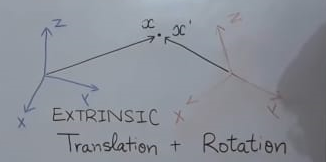 Z
x x'
Z
Y
X
X
Y
EXTRINSIC
Translation + Rotation